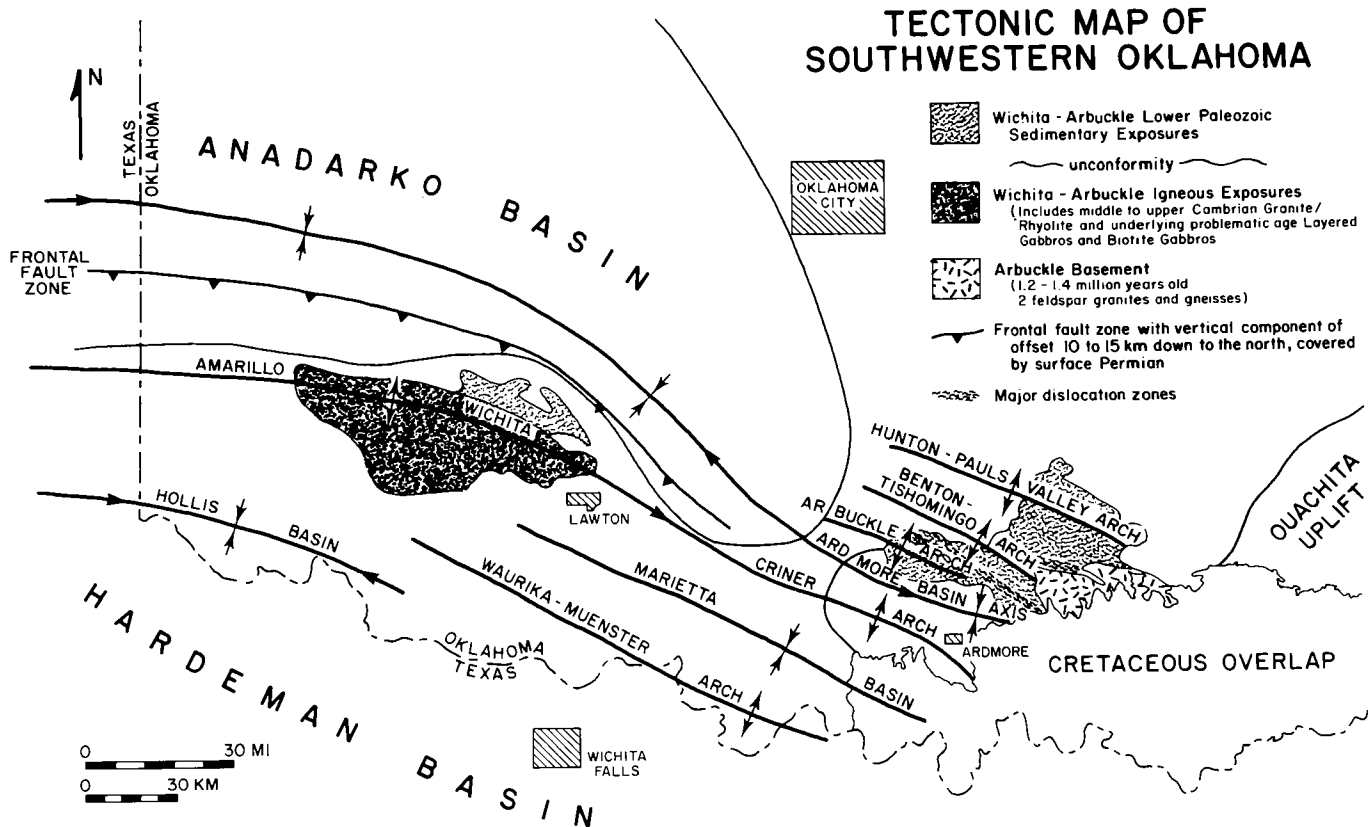 TECTONIC MAP OF
SOUTHWESTERN OKLAHOMA
Wichita - Arbuckle Lower Paleozoic
Sedimentary Exposures
unconformity
Wichita - Arbuckle Igneous Exposures
(Includes middle to upper Cambrian Granite/
Rhyolite and underlying problematic age Layered
Gabbros and Biotite Gabbros
Arbuckle Basement
(1.2 - 1.4 million years old
2 feldspar granites and gneisses)
Frontal fault zone with vertical component of
offset 10 to 15 km down to the north, covered
by surface Permian
Major dislocation zones
N
TEXAS
OKLAHOMA
ANADARKO BASIN
OKLAHOMA
CITY
FRONTAL
FAULT
ZONE
AMARILLO
WICHITA
LAWTON
HOLLIS BASIN
HUNTON - PAULS VALLEY ARCH
BENTON-
TISHOMINGO ARCH
ARBUCKLE ARCH
ARDMORE BASIN AXIS
CRINER ARCH
ARDMORE
MARIETTA BASIN
WAURIKA - MUENSTER ARCH
OUACHITA
UPLIFT
CRETACEOUS OVERLAP
OKLAHOMA
TEXAS
HARDEMAN BASIN
WICHITA
FALLS
0 30 MI
0 30 KM